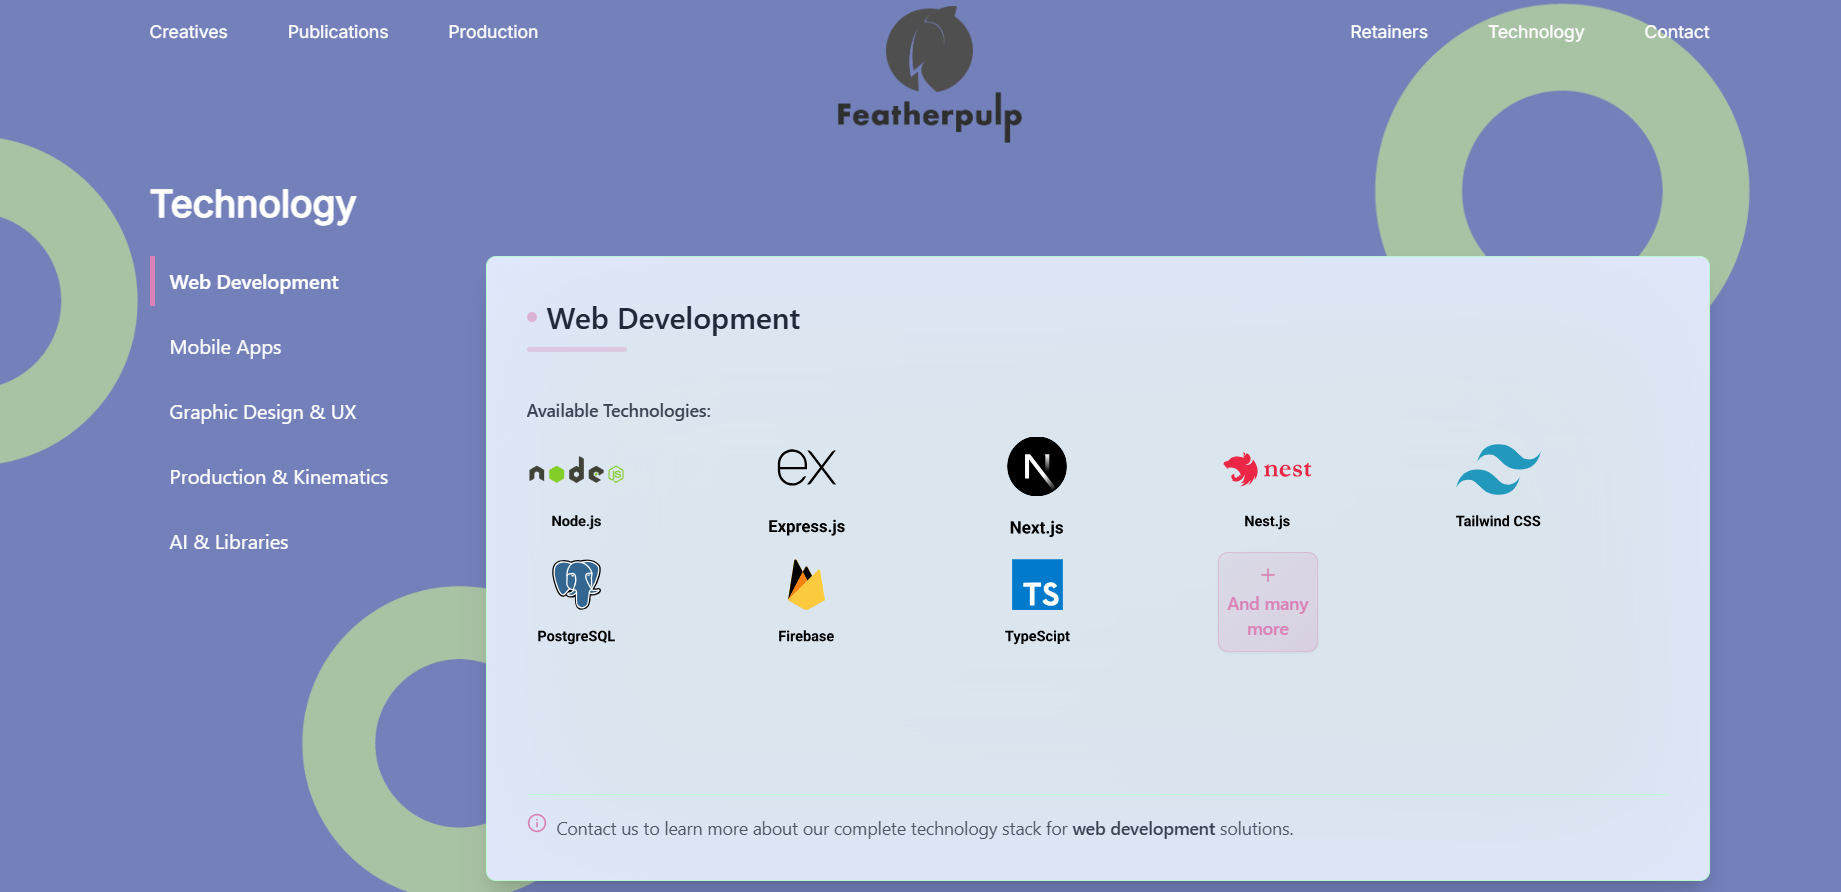 Creatives Publications Production Retainers Technology Contact
Featherpulp
Technology
Web Development
Mobile Apps
Graphic Design & UX
Production & Kinematics
AI & Libraries
Web Development
Available Technologies:
node JS
ex
N
nest
Node.js
Express.js
Next.js
Nest.js
Tailwind CSS
TS
+
And many
more
PostgreSQL
Firebase
TypeScipt
Contact us to learn more about our complete technology stack for web development solutions.